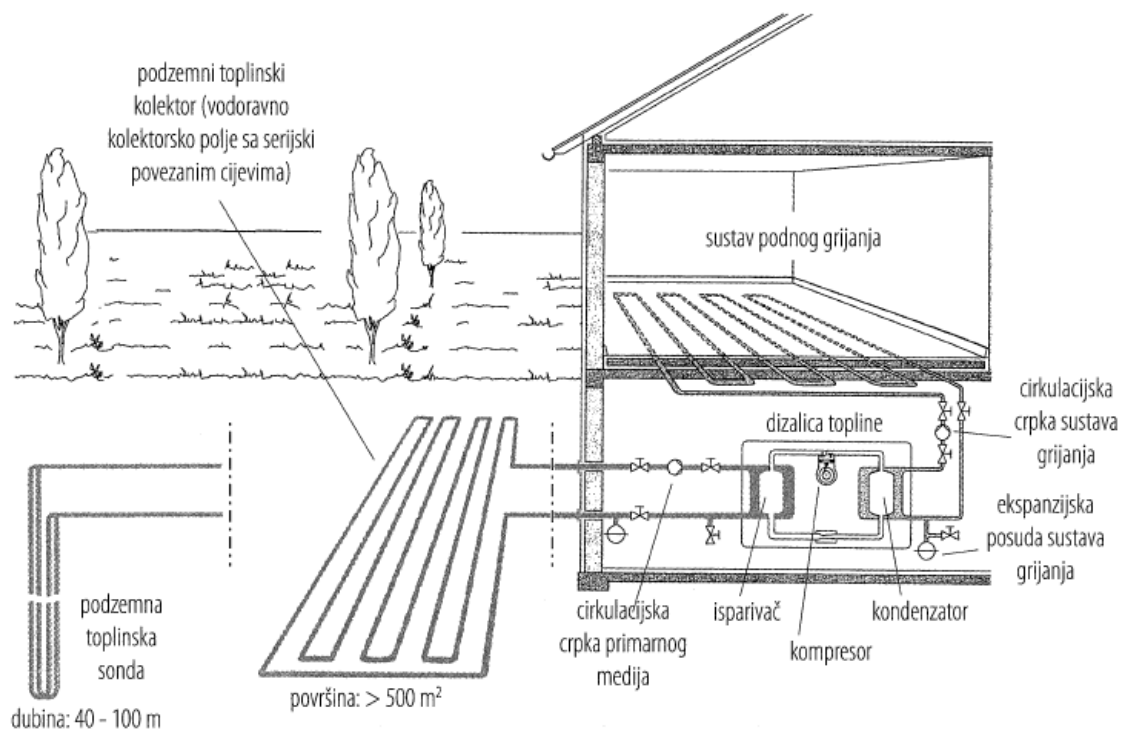 podzemni toplinski
kolektor (vodoravno
kolektorsko polje sa serijski
povezanim cijevima)
sustav podnog grijanja
cirkulacijska
crpka sustava
grijanja
dizalica topline
ekspanzijska
posuda sustava
grijanja
podzemna
toplinska
sonda
dubina: 40 - 100 m
površina: > 500 m²
cirkulacijska
crpka primarnog
medija
isparivač
kompresor
kondenzator